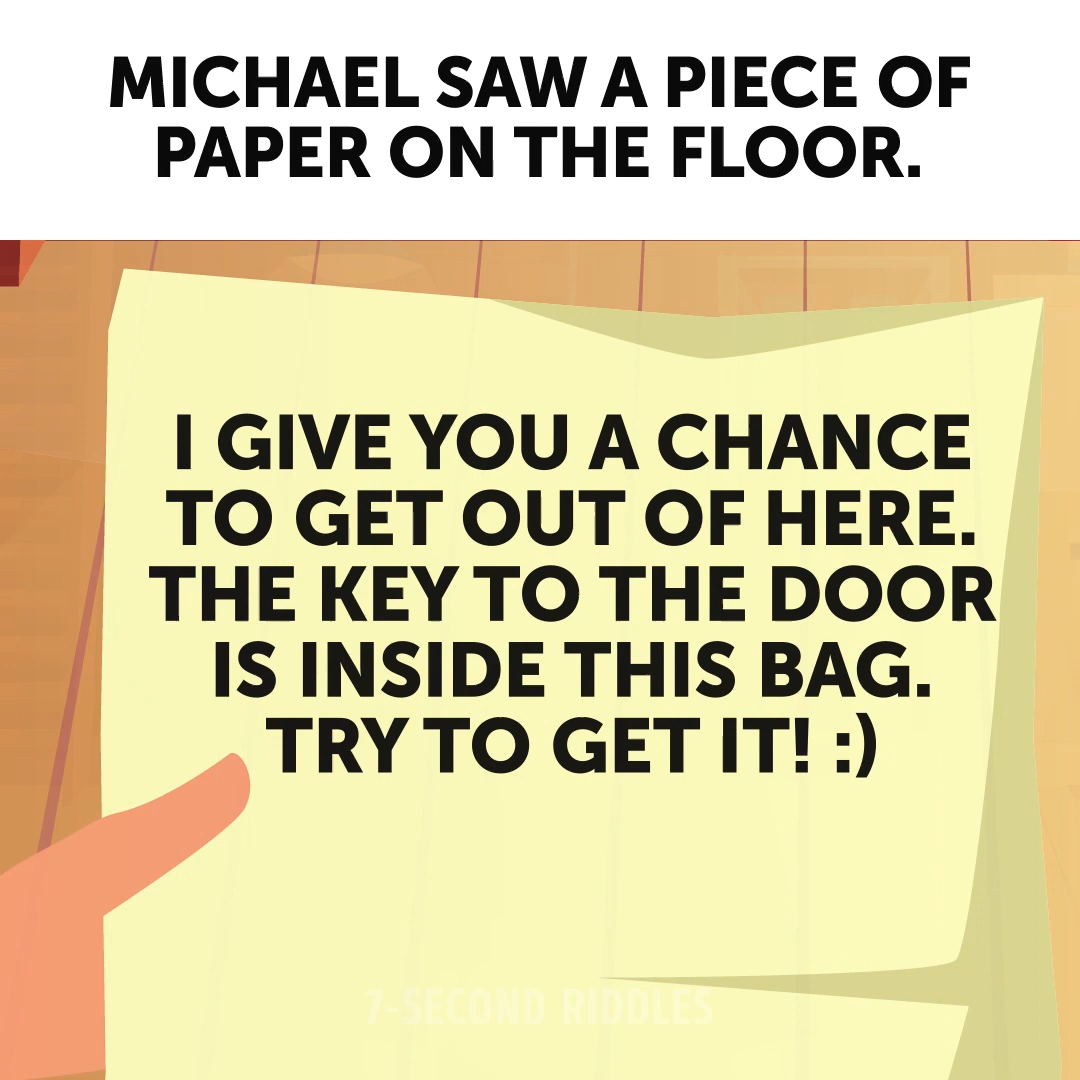 MICHAEL SAW A PIECE OF
PAPER ON THE FLOOR.
I GIVE YOU A CHANCE
TO GET OUT OF HERE.
THE KEY TO THE DOOR
IS INSIDE THIS BAG.
TRY TO GET IT! :)
7-SECOND RIDDLES